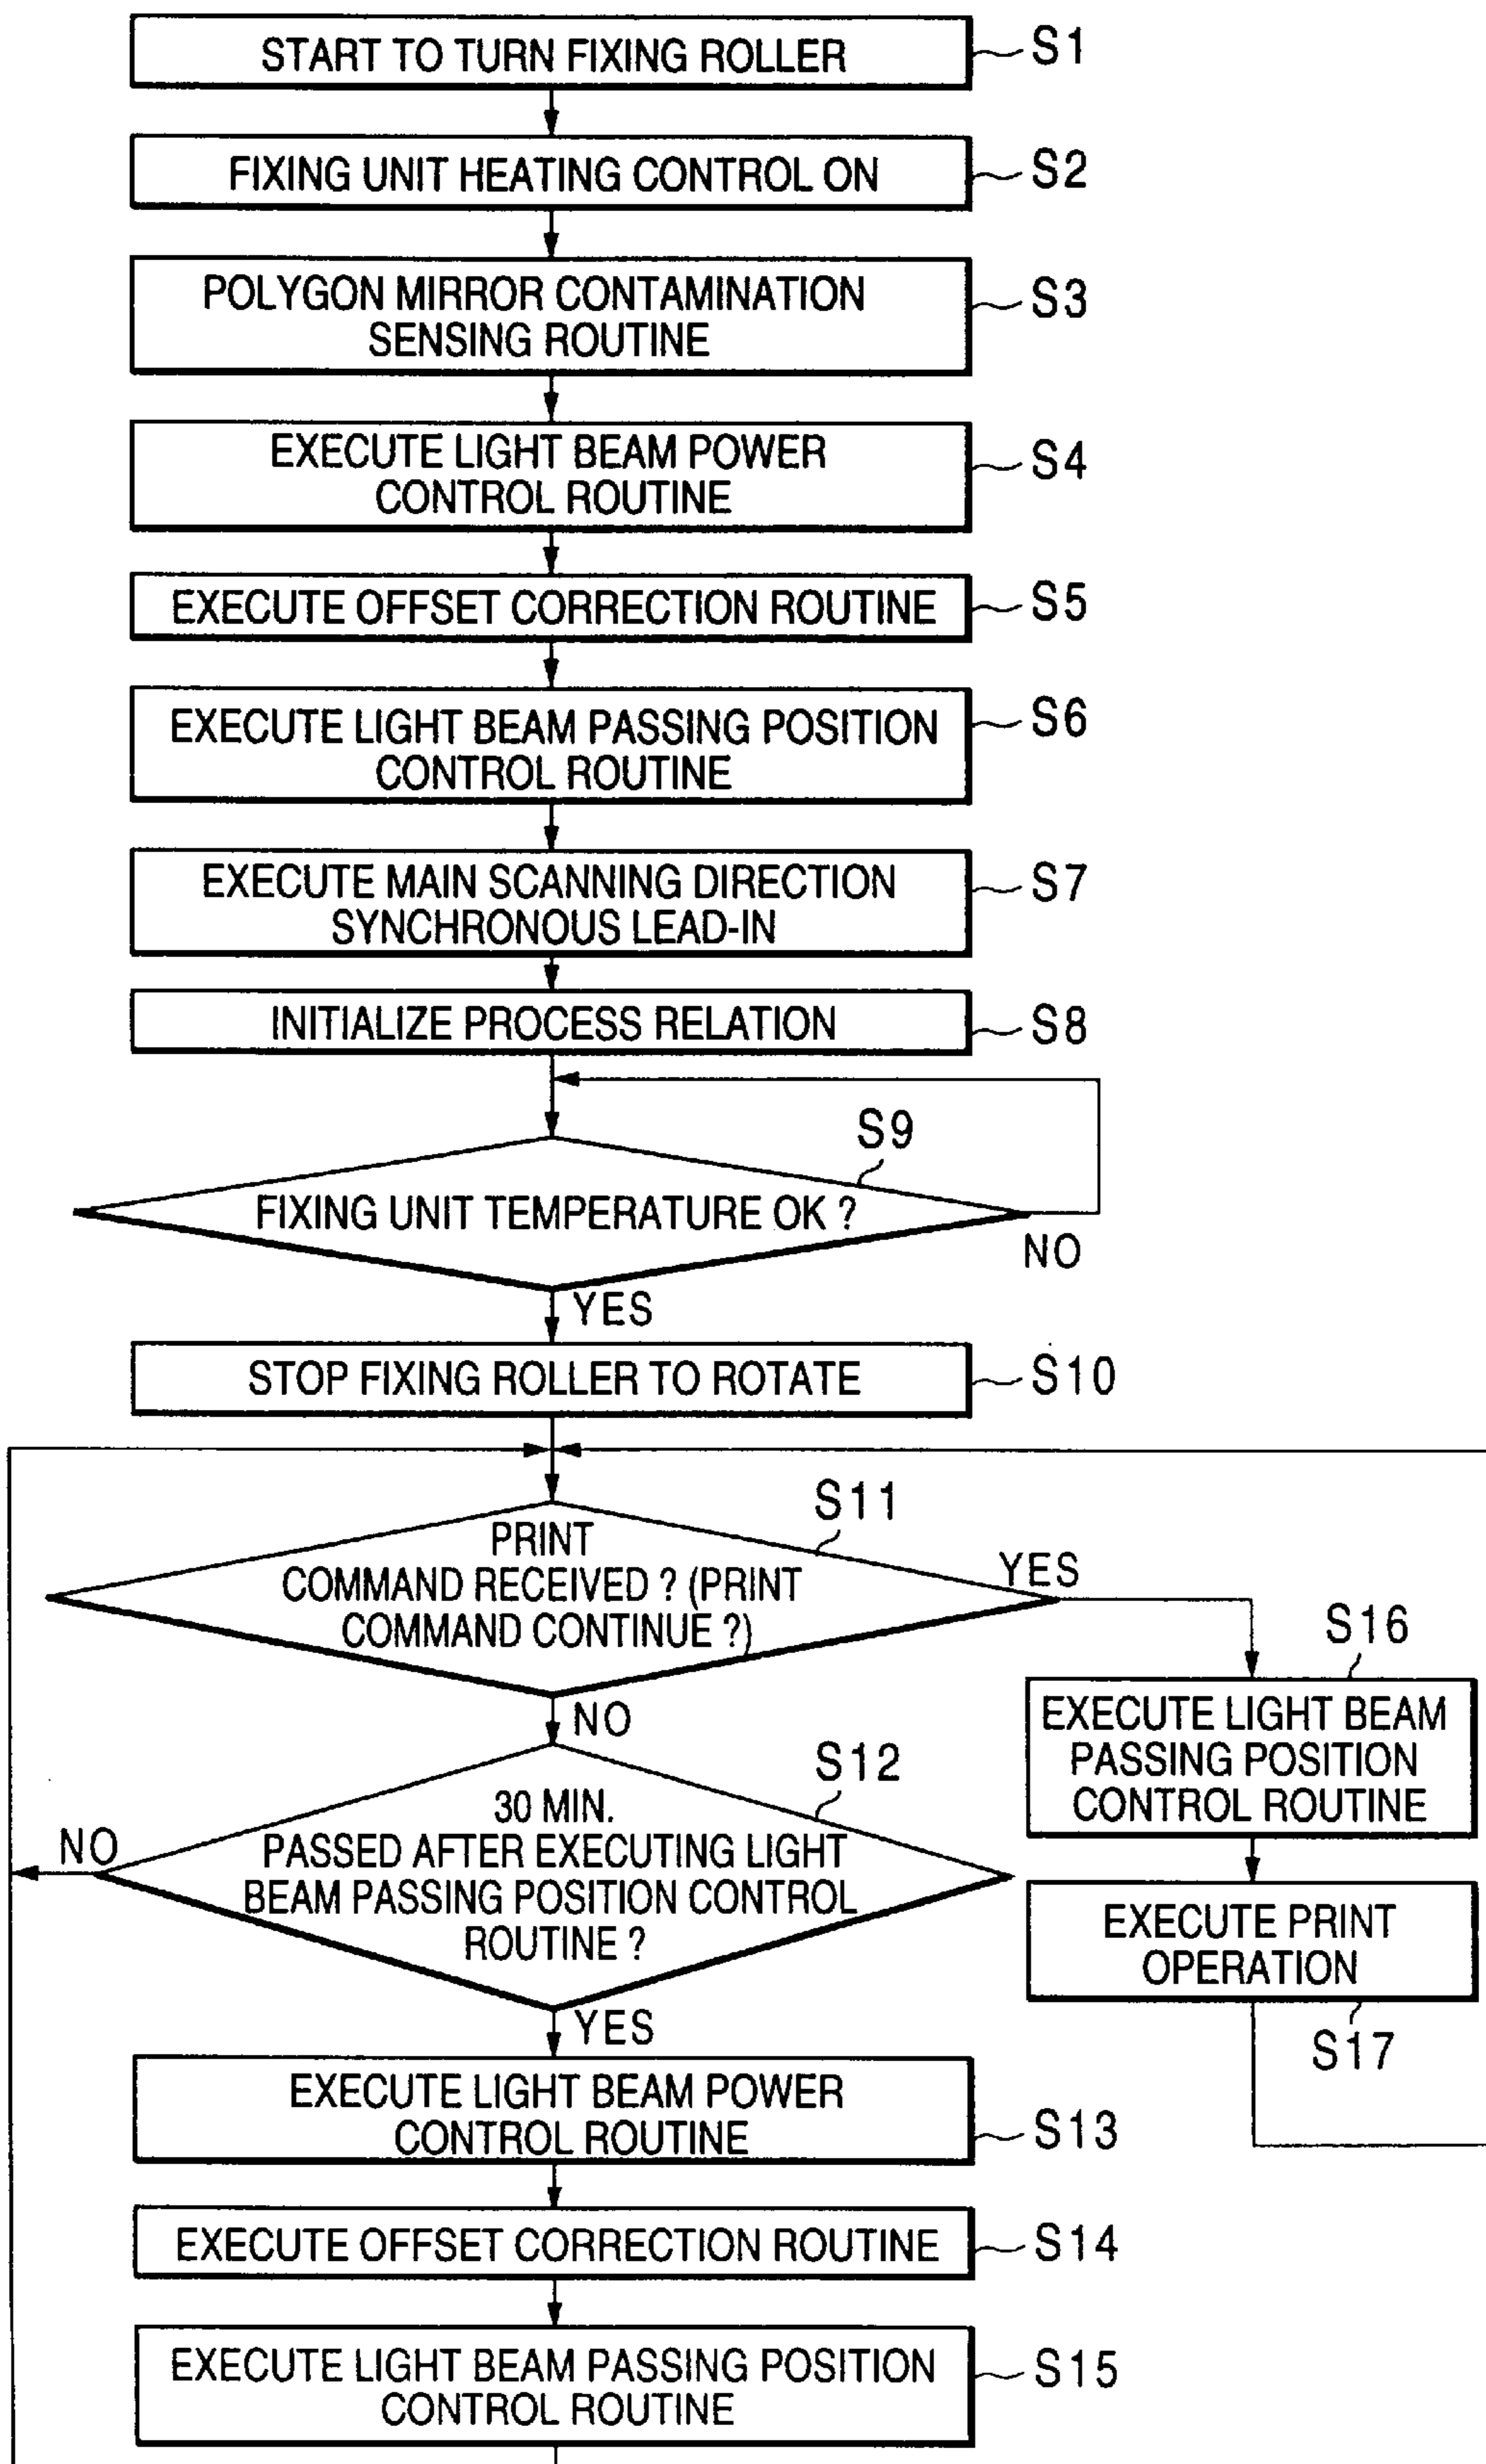 START TO TURN FIXING ROLLER
S1
FIXING UNIT HEATING CONTROL ON
S2
POLYGON MIRROR CONTAMINATION
SENSING ROUTINE
S3
EXECUTE LIGHT BEAM POWER
CONTROL ROUTINE
S4
EXECUTE OFFSET CORRECTION ROUTINE
S5
EXECUTE LIGHT BEAM PASSING POSITION
CONTROL ROUTINE
S6
EXECUTE MAIN SCANNING DIRECTION
SYNCHRONOUS LEAD-IN
S7
INITIALIZE PROCESS RELATION
S8
S9
FIXING UNIT TEMPERATURE OK ?
NO
YES
STOP FIXING ROLLER TO ROTATE
S10
S11
PRINT
COMMAND RECEIVED ? (PRINT
COMMAND CONTINUE ?)
YES
NO
S16
EXECUTE LIGHT BEAM
PASSING POSITION
CONTROL ROUTINE
S12
30 MIN.
PASSED AFTER EXECUTING LIGHT
BEAM PASSING POSITION CONTROL
ROUTINE ?
NO
YES
EXECUTE PRINT
OPERATION
S17
EXECUTE LIGHT BEAM POWER
CONTROL ROUTINE
S13
EXECUTE OFFSET CORRECTION ROUTINE
S14
EXECUTE LIGHT BEAM PASSING POSITION
CONTROL ROUTINE
S15